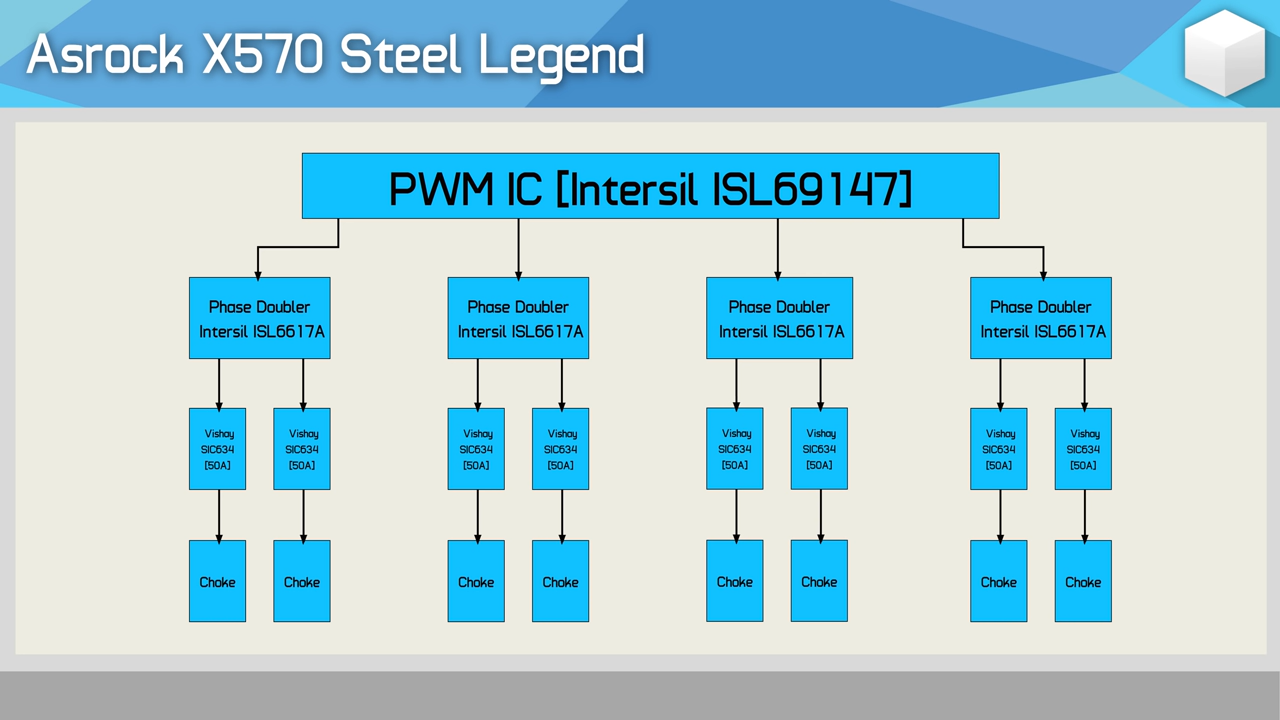 Asrock X570 Steel Legend
PWM IC [Intersil ISL69147]
Phase Doubler
Intersil ISL6617A
Phase Doubler
Intersil ISL6617A
Phase Doubler
Intersil ISL6617A
Phase Doubler
Intersil ISL6617A
Vishay
SIC634
[50A]
Vishay
SIC634
[50A]
Vishay
SIC634
[50A]
Vishay
SIC634
[50A]
Vishay
SIC634
[50A]
Vishay
SIC634
[50A]
Vishay
SIC634
[50A]
Vishay
SIC634
[50A]
Choke
Choke
Choke
Choke
Choke
Choke
Choke
Choke